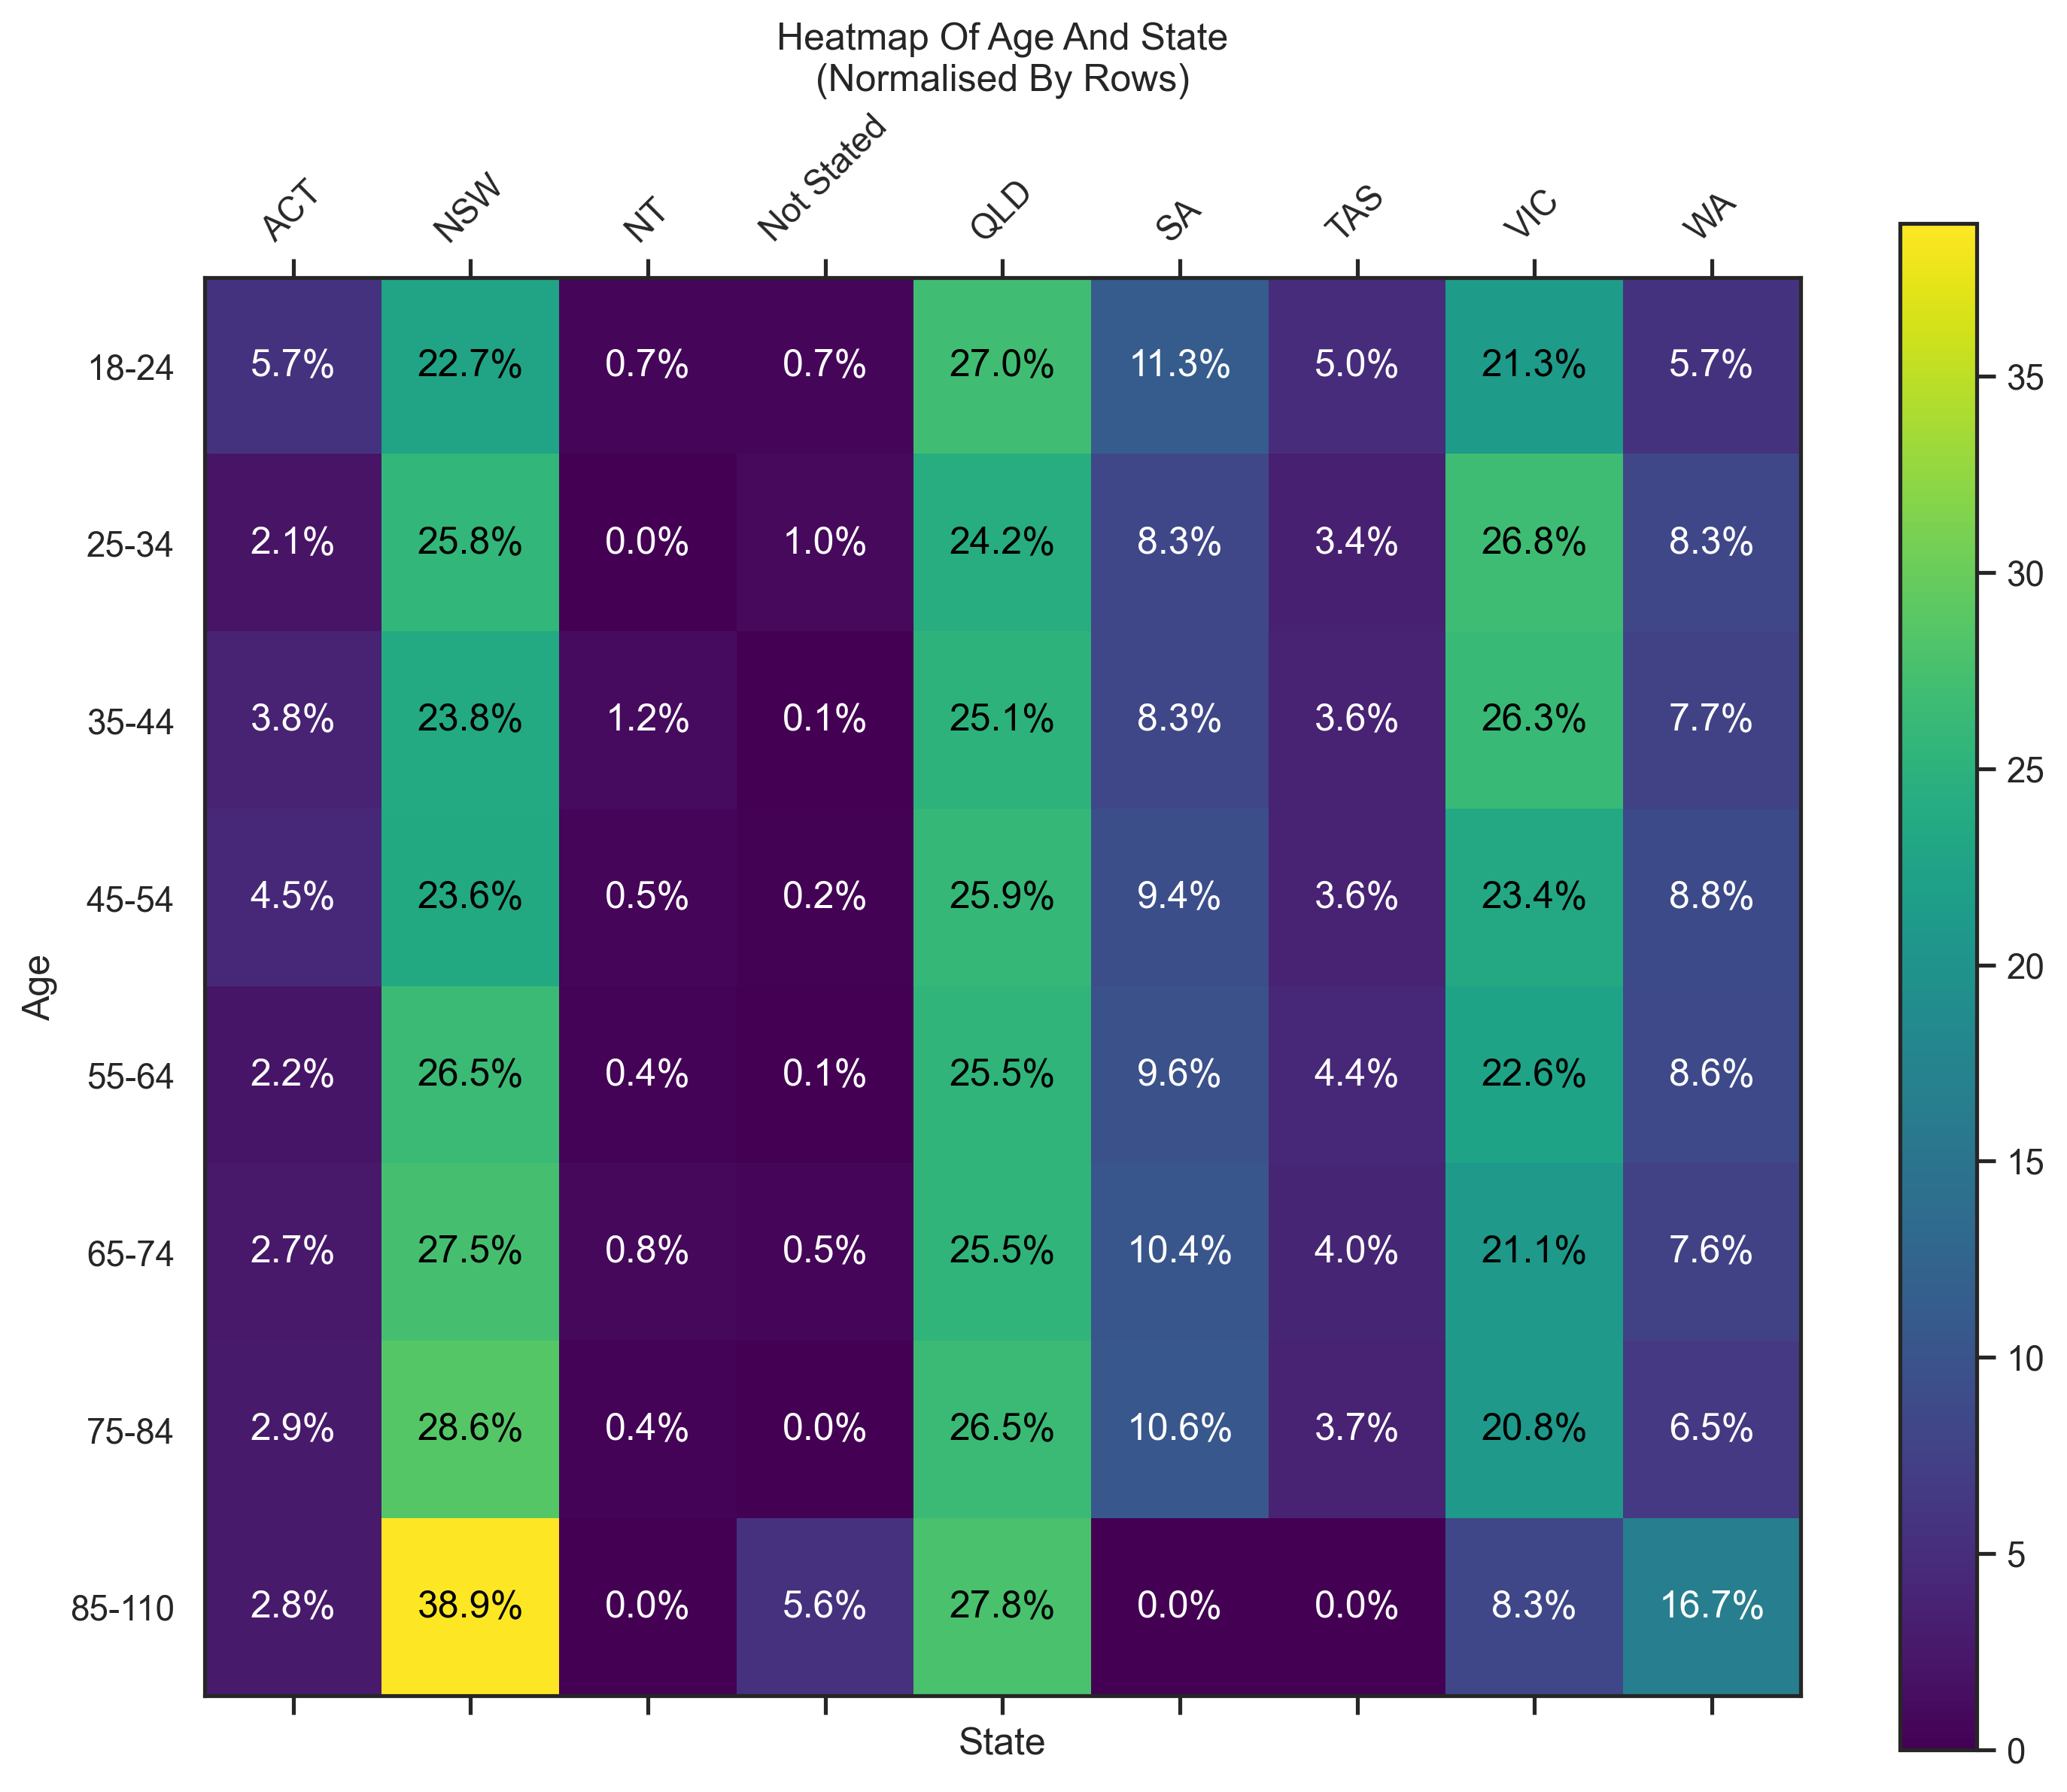 Heatmap Of Age And State
(Normalised By Rows)
ACT NSW NT Not Stated QLD SA TAS VIC WA
18-24 5.7% 22.7% 0.7% 0.7% 27.0% 11.3% 5.0% 21.3% 5.7%
25-34 2.1% 25.8% 0.0% 1.0% 24.2% 8.3% 3.4% 26.8% 8.3%
35-44 3.8% 23.8% 1.2% 0.1% 25.1% 8.3% 3.6% 26.3% 7.7%
45-54 4.5% 23.6% 0.5% 0.2% 25.9% 9.4% 3.6% 23.4% 8.8%
55-64 2.2% 26.5% 0.4% 0.1% 25.5% 9.6% 4.4% 22.6% 8.6%
65-74 2.7% 27.5% 0.8% 0.5% 25.5% 10.4% 4.0% 21.1% 7.6%
75-84 2.9% 28.6% 0.4% 0.0% 26.5% 10.6% 3.7% 20.8% 6.5%
85-110 2.8% 38.9% 0.0% 5.6% 27.8% 0.0% 0.0% 8.3% 16.7%
Age
State
35
30
25
20
15
10
5
0